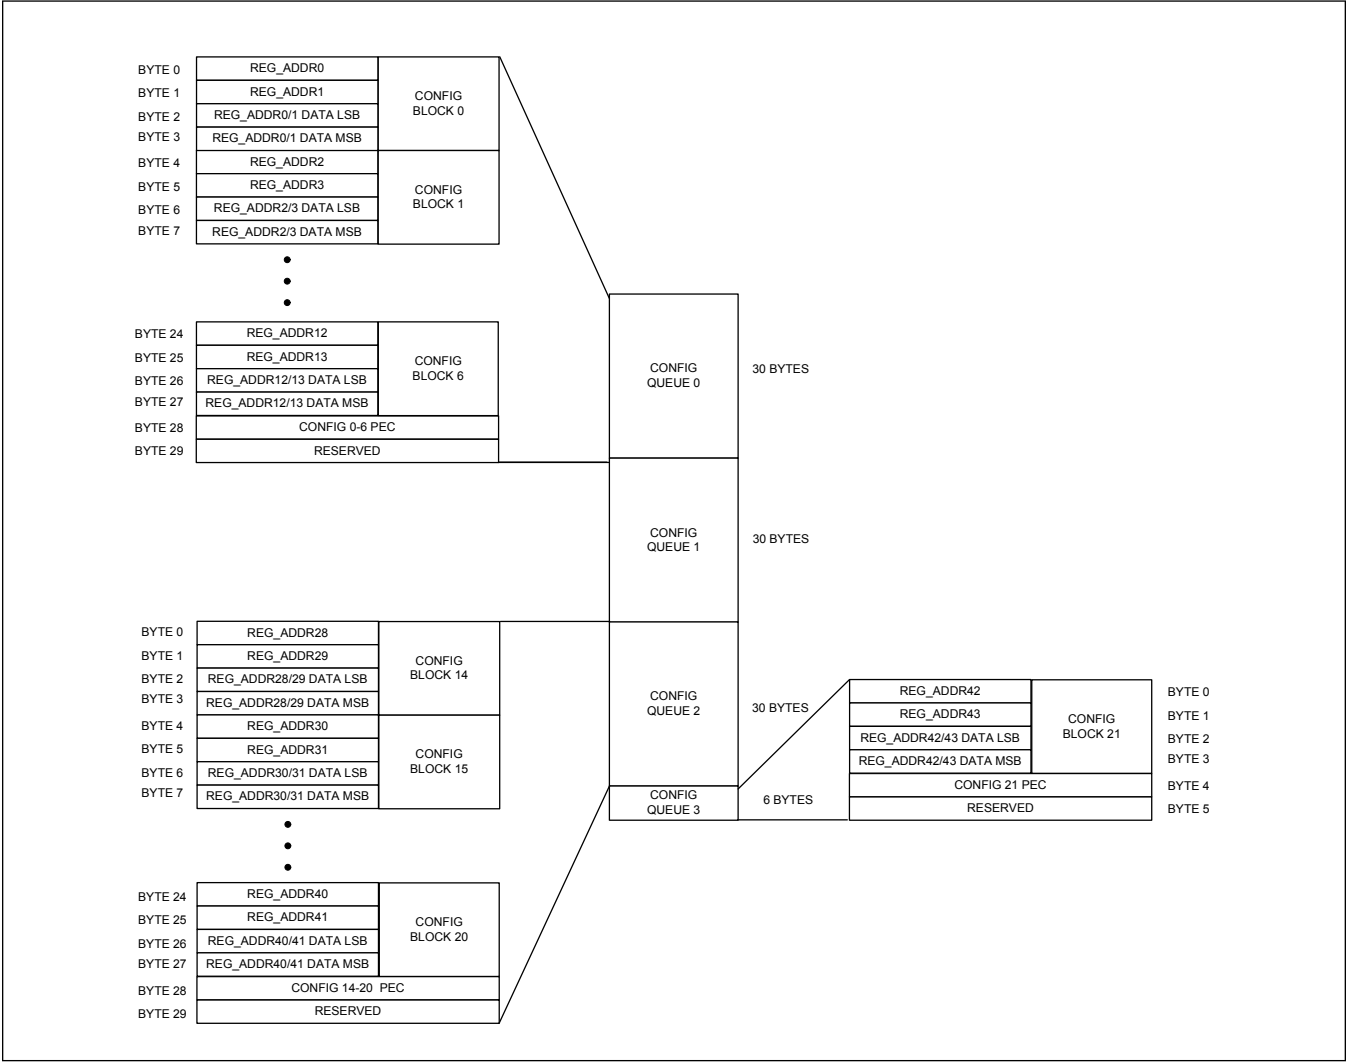 BYTE 0 REG_ADDR0
BYTE 1 REG_ADDR1
BYTE 2 REG_ADDR0/1 DATA LSB
BYTE 3 REG_ADDR0/1 DATA MSB
CONFIG
BLOCK 0
BYTE 4 REG_ADDR2
BYTE 5 REG_ADDR3
BYTE 6 REG_ADDR2/3 DATA LSB
BYTE 7 REG_ADDR2/3 DATA MSB
CONFIG
BLOCK 1
BYTE 24 REG_ADDR12
BYTE 25 REG_ADDR13
BYTE 26 REG_ADDR12/13 DATA LSB
BYTE 27 REG_ADDR12/13 DATA MSB
CONFIG
BLOCK 6
BYTE 28 CONFIG 0-6 PEC
BYTE 29 RESERVED
CONFIG
QUEUE 0
30 BYTES
CONFIG
QUEUE 1
30 BYTES
CONFIG
QUEUE 2
30 BYTES
CONFIG
QUEUE 3
6 BYTES
BYTE 0 REG_ADDR28
BYTE 1 REG_ADDR29
BYTE 2 REG_ADDR28/29 DATA LSB
BYTE 3 REG_ADDR28/29 DATA MSB
CONFIG
BLOCK 14
BYTE 4 REG_ADDR30
BYTE 5 REG_ADDR31
BYTE 6 REG_ADDR30/31 DATA LSB
BYTE 7 REG_ADDR30/31 DATA MSB
CONFIG
BLOCK 15
BYTE 24 REG_ADDR40
BYTE 25 REG_ADDR41
BYTE 26 REG_ADDR40/41 DATA LSB
BYTE 27 REG_ADDR40/41 DATA MSB
CONFIG
BLOCK 20
BYTE 28 CONFIG 14-20 PEC
BYTE 29 RESERVED
REG_ADDR42 BYTE 0
REG_ADDR43 BYTE 1
REG_ADDR42/43 DATA LSB BYTE 2
REG_ADDR42/43 DATA MSB BYTE 3
CONFIG
BLOCK 21
CONFIG 21 PEC BYTE 4
RESERVED BYTE 5